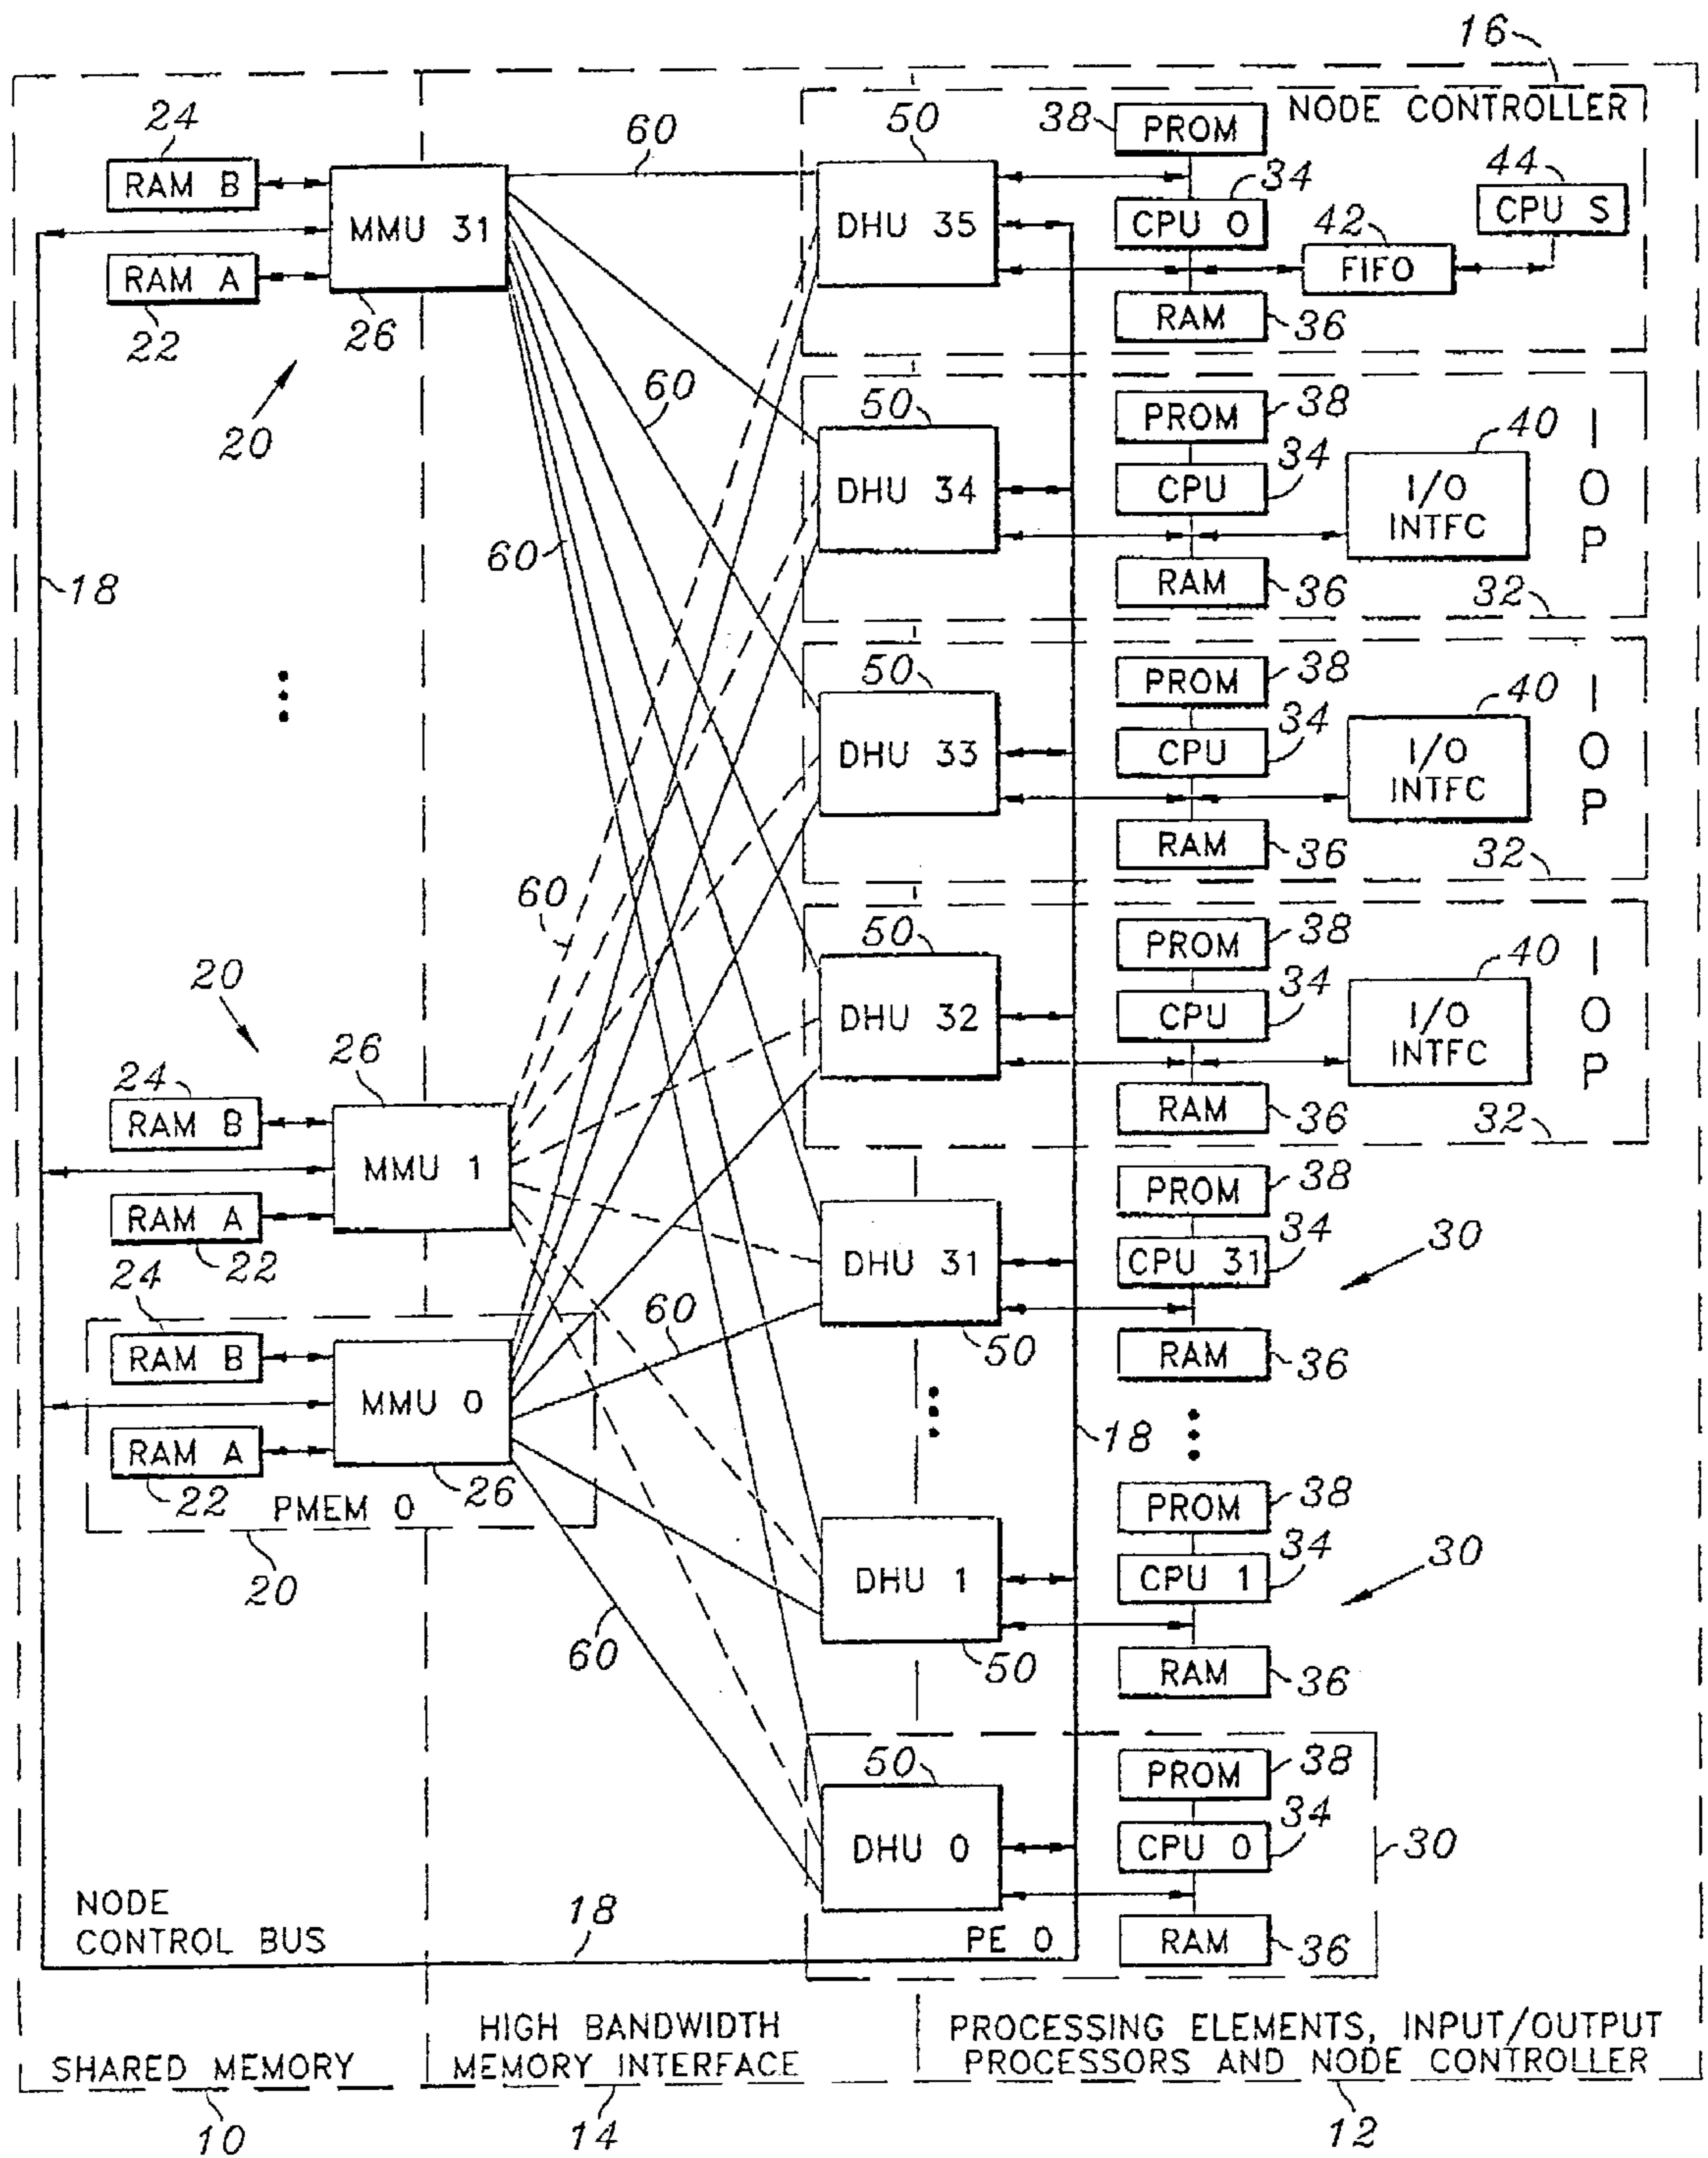 16
NODE CONTROLLER
24
60
50
38
PROM
34
44
RAM B
MMU 31
DHU 35
CPU 0
42
CPU S
RAM A
FIFO
22
26
RAM
36
20
60
50
PROM
38
40
34
I
O
P
DHU 34
CPU
I/O
INTFC
60
18
RAM
36
32
50
PROM
38
40
34
I
O
P
DHU 33
CPU
I/O
INTFC
RAM
36
32
60
50
PROM
38
40
20
34
I
O
P
DHU 32
CPU
I/O
INTFC
26
24
RAM B
RAM
36
32
MMU 1
PROM
38
RAM A
34
30
24
22
DHU 31
CPU 31
60
50
RAM
36
RAM B
MMU 0
18
RAM A
22
26
PROM
38
PMEM 0
34
30
20
DHU 1
CPU 1
60
50
RAM
36
50
PROM
38
34
DHU 0
CPU 0
30
NODE
CONTROL BUS
18
PE 0
RAM
36
SHARED MEMORY
HIGH BANDWIDTH
MEMORY INTERFACE
PROCESSING ELEMENTS, INPUT/OUTPUT
PROCESSORS AND NODE CONTROLLER
10
14
12